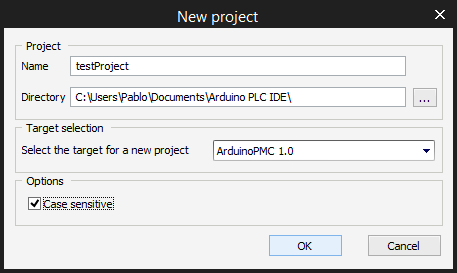 New project
Project
Name testProject
Directory C:\Users\Pablo\Documents\Arduino PLC IDE\ ...
Target selection
Select the target for a new project ArduinoPMC 1.0
Options
Case sensitive
OK Cancel